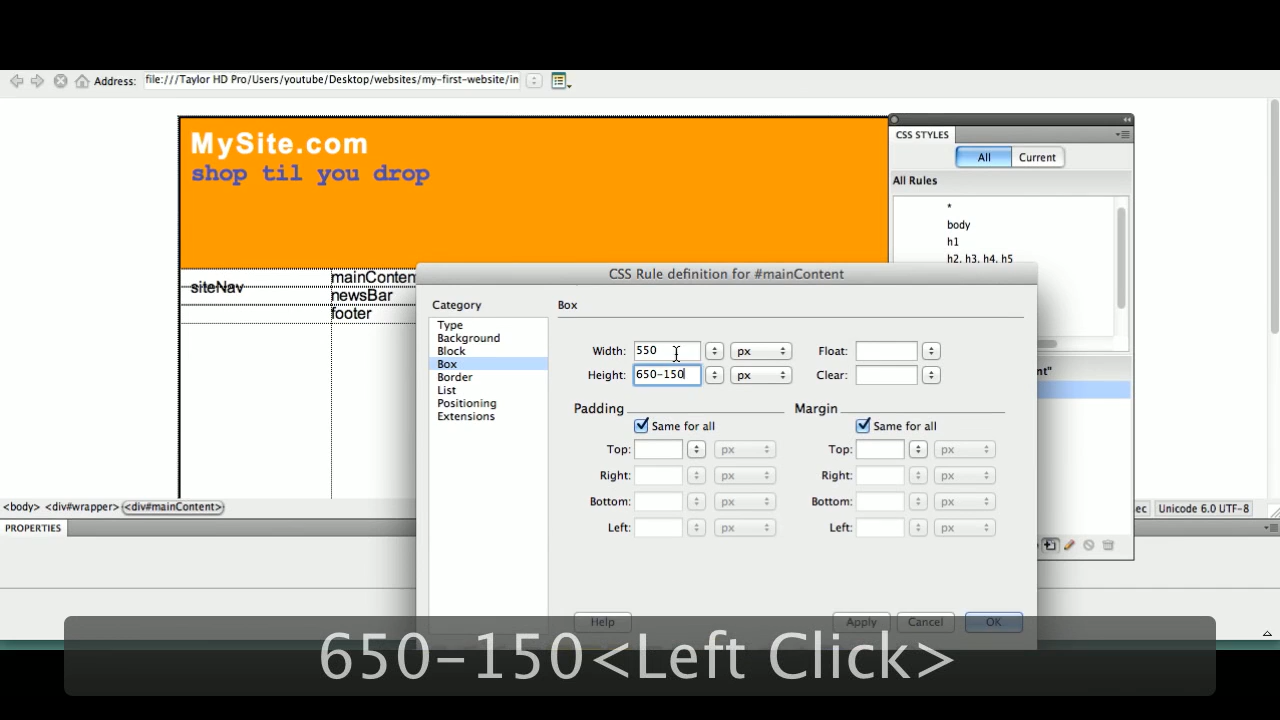 Address: file:///Taylor HD Pro/Users/youtube/Desktop/websites/my-first-website/in
MySite.com
shop til you drop
CSS STYLES
All Current
All Rules
*
body
h1
h2, h3, h4, h5
siteNav
mainConten
newsBar
footer
CSS Rule definition for #mainContent
Category
Type
Background
Block
Box
Border
List
Positioning
Extensions
Box
Width: 550 px Float:
Height: 650-150 px Clear:
Padding Margin
Same for all Same for all
Top: px Top: px
Right: px Right: px
Bottom: px Bottom: px
Left: px Left: px
Help Apply Cancel OK
nt"
<body> <div#wrapper> <div#mainContent>
ec Unicode 6.0 UTF-8
PROPERTIES
650-150<Left Click>